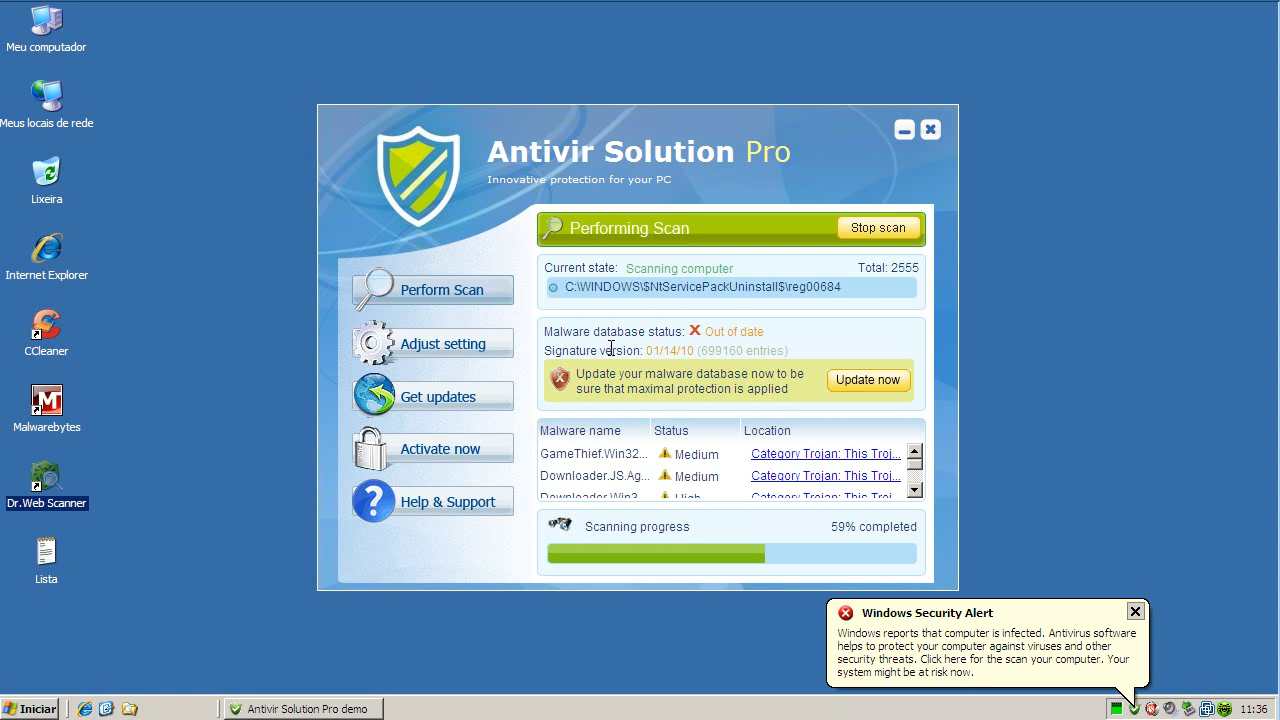 Meu computador
Meus locais de rede
Lixeira
Internet Explorer
CCleaner
Malwarebytes
Dr.Web Scanner
Lista
Antivir Solution Pro
Innovative protection for your PC
Perform Scan
Adjust setting
Get updates
Activate now
Help & Support
Performing Scan
Stop scan
Current state: Scanning computer
Total: 2555
C:\WINDOWS\$NtServicePackUninstall$\reg00684
Malware database status: Out of date
Signature version: 01/14/10 (699160 entries)
Update your malware database now to be
sure that maximal protection is applied
Update now
Malware name Status Location
GameThief.Win32... Medium Category Trojan: This Troj...
Downloader.JS.Ag... Medium Category Trojan: This Troj...
Downloader.Win3... High Category Trojan: This Troj...
Scanning progress
59% completed
Windows Security Alert
Windows reports that computer is infected. Antivirus software
helps to protect your computer against viruses and other
security threats. Click here for the scan your computer. Your
system might be at risk now.
Iniciar
Antivir Solution Pro demo
11:36